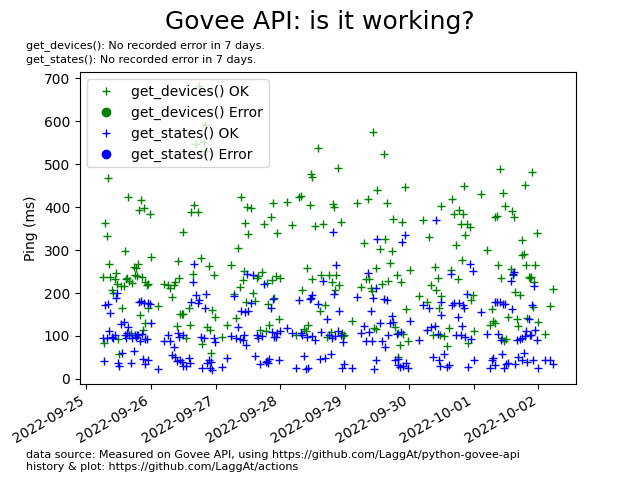 Govee API: is it working?
get_devices(): No recorded error in 7 days.
get_states(): No recorded error in 7 days.
get_devices() OK
get_devices() Error
get_states() OK
get_states() Error
Ping (ms)
700
600
500
400
300
200
100
0
2022-09-25
2022-09-26
2022-09-27
2022-09-28
2022-09-29
2022-09-30
2022-10-01
2022-10-02
data source: Measured on Govee API, using https://github.com/LaggAt/python-govee-api
history & plot: https://github.com/LaggAt/actions